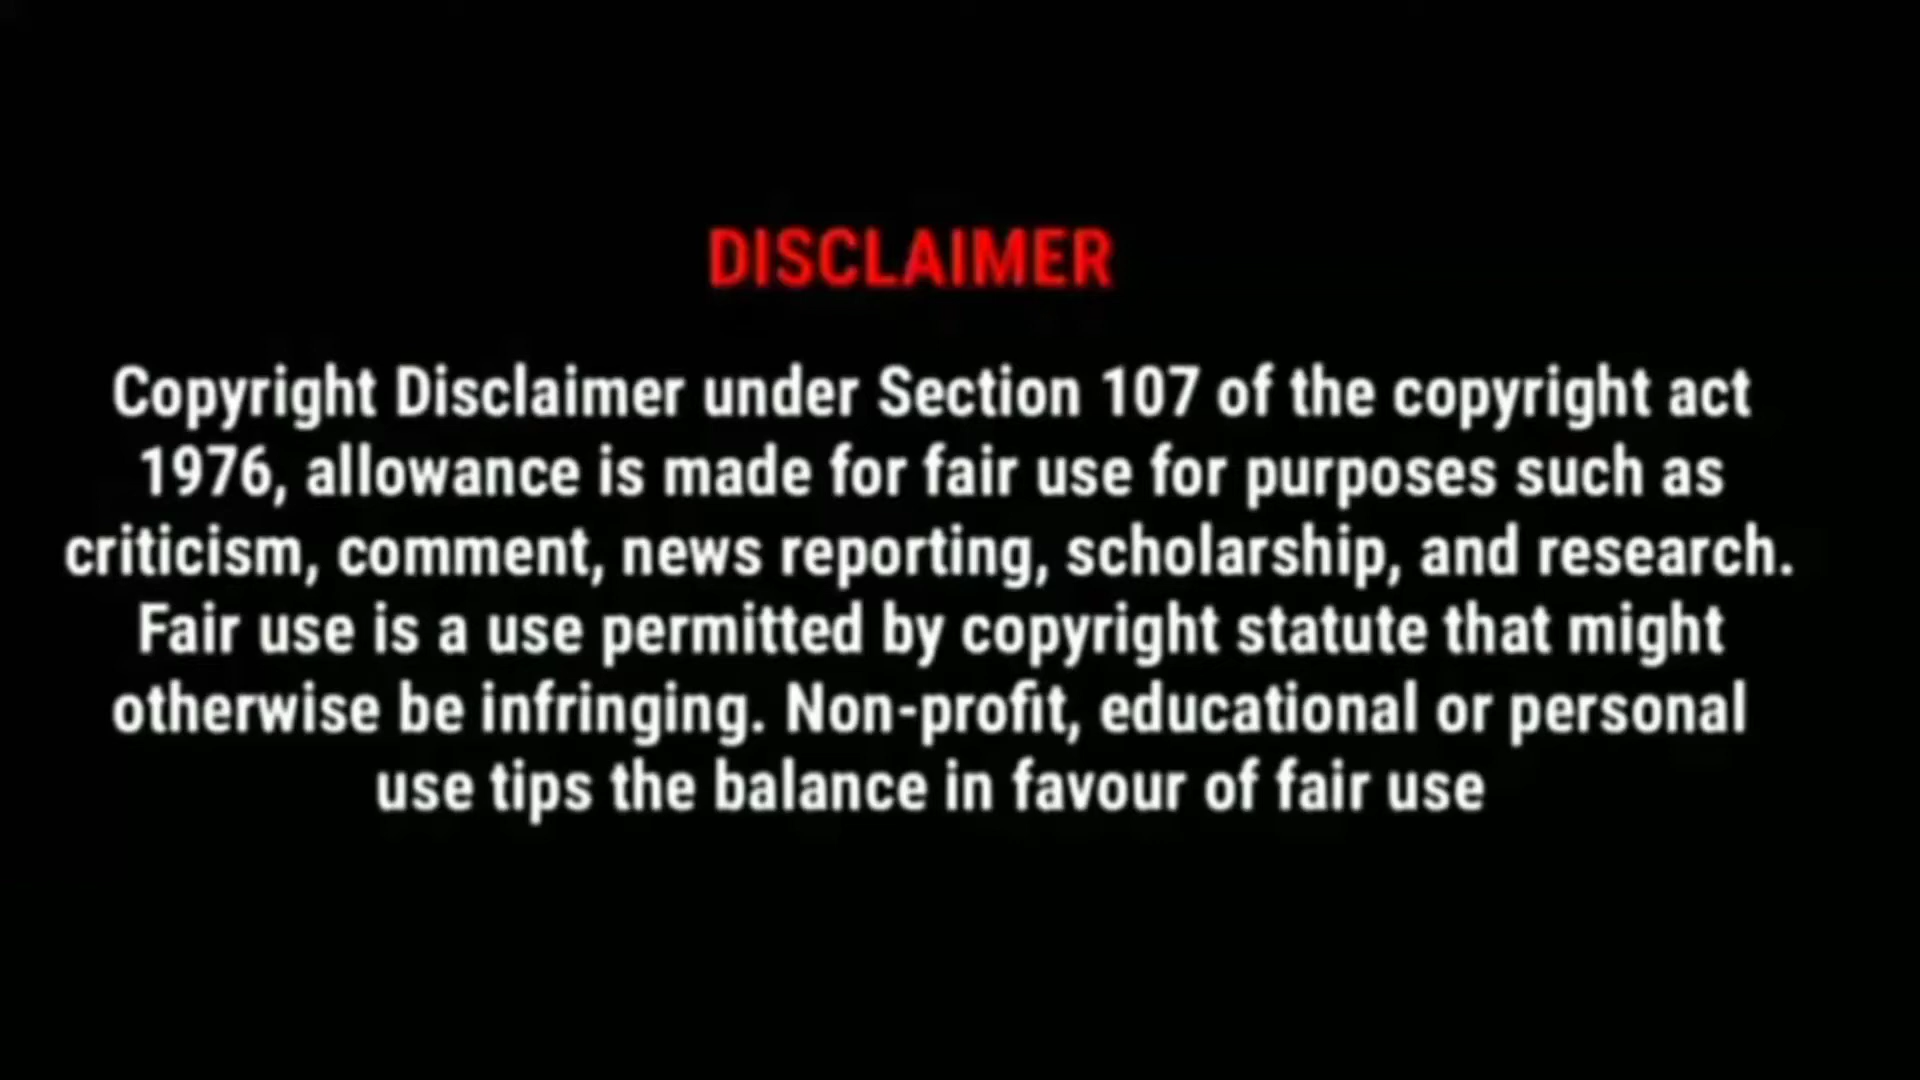 DISCLAIMER
Copyright Disclaimer under Section 107 of the copyright act
1976, allowance is made for fair use for purposes such as
criticism, comment, news reporting, scholarship, and research.
Fair use is a use permitted by copyright statute that might
otherwise be infringing. Non-profit, educational or personal
use tips the balance in favour of fair use